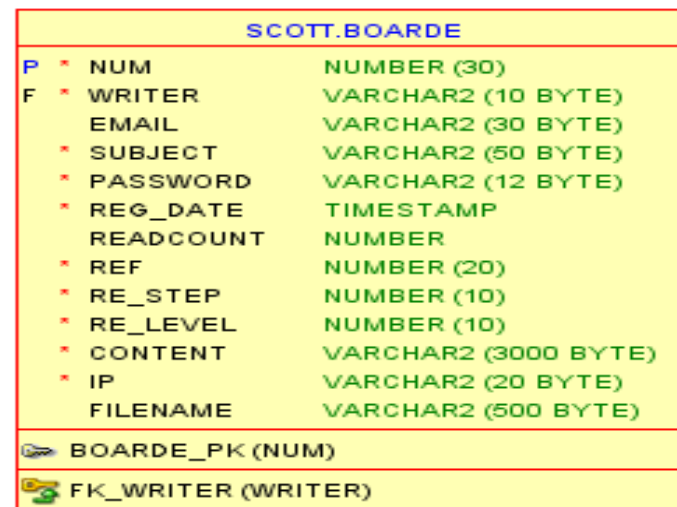 SCOTT.BOARDE
P * NUM NUMBER (30)
F * WRITER VARCHAR2 (10 BYTE)
EMAIL VARCHAR2 (30 BYTE)
* SUBJECT VARCHAR2 (50 BYTE)
* PASSWORD VARCHAR2 (12 BYTE)
* REG_DATE TIMESTAMP
READCOUNT NUMBER
* REF NUMBER (20)
* RE_STEP NUMBER (10)
* RE_LEVEL NUMBER (10)
* CONTENT VARCHAR2 (3000 BYTE)
* IP VARCHAR2 (20 BYTE)
FILENAME VARCHAR2 (500 BYTE)
BOARDE_PK (NUM)
FK_WRITER (WRITER)